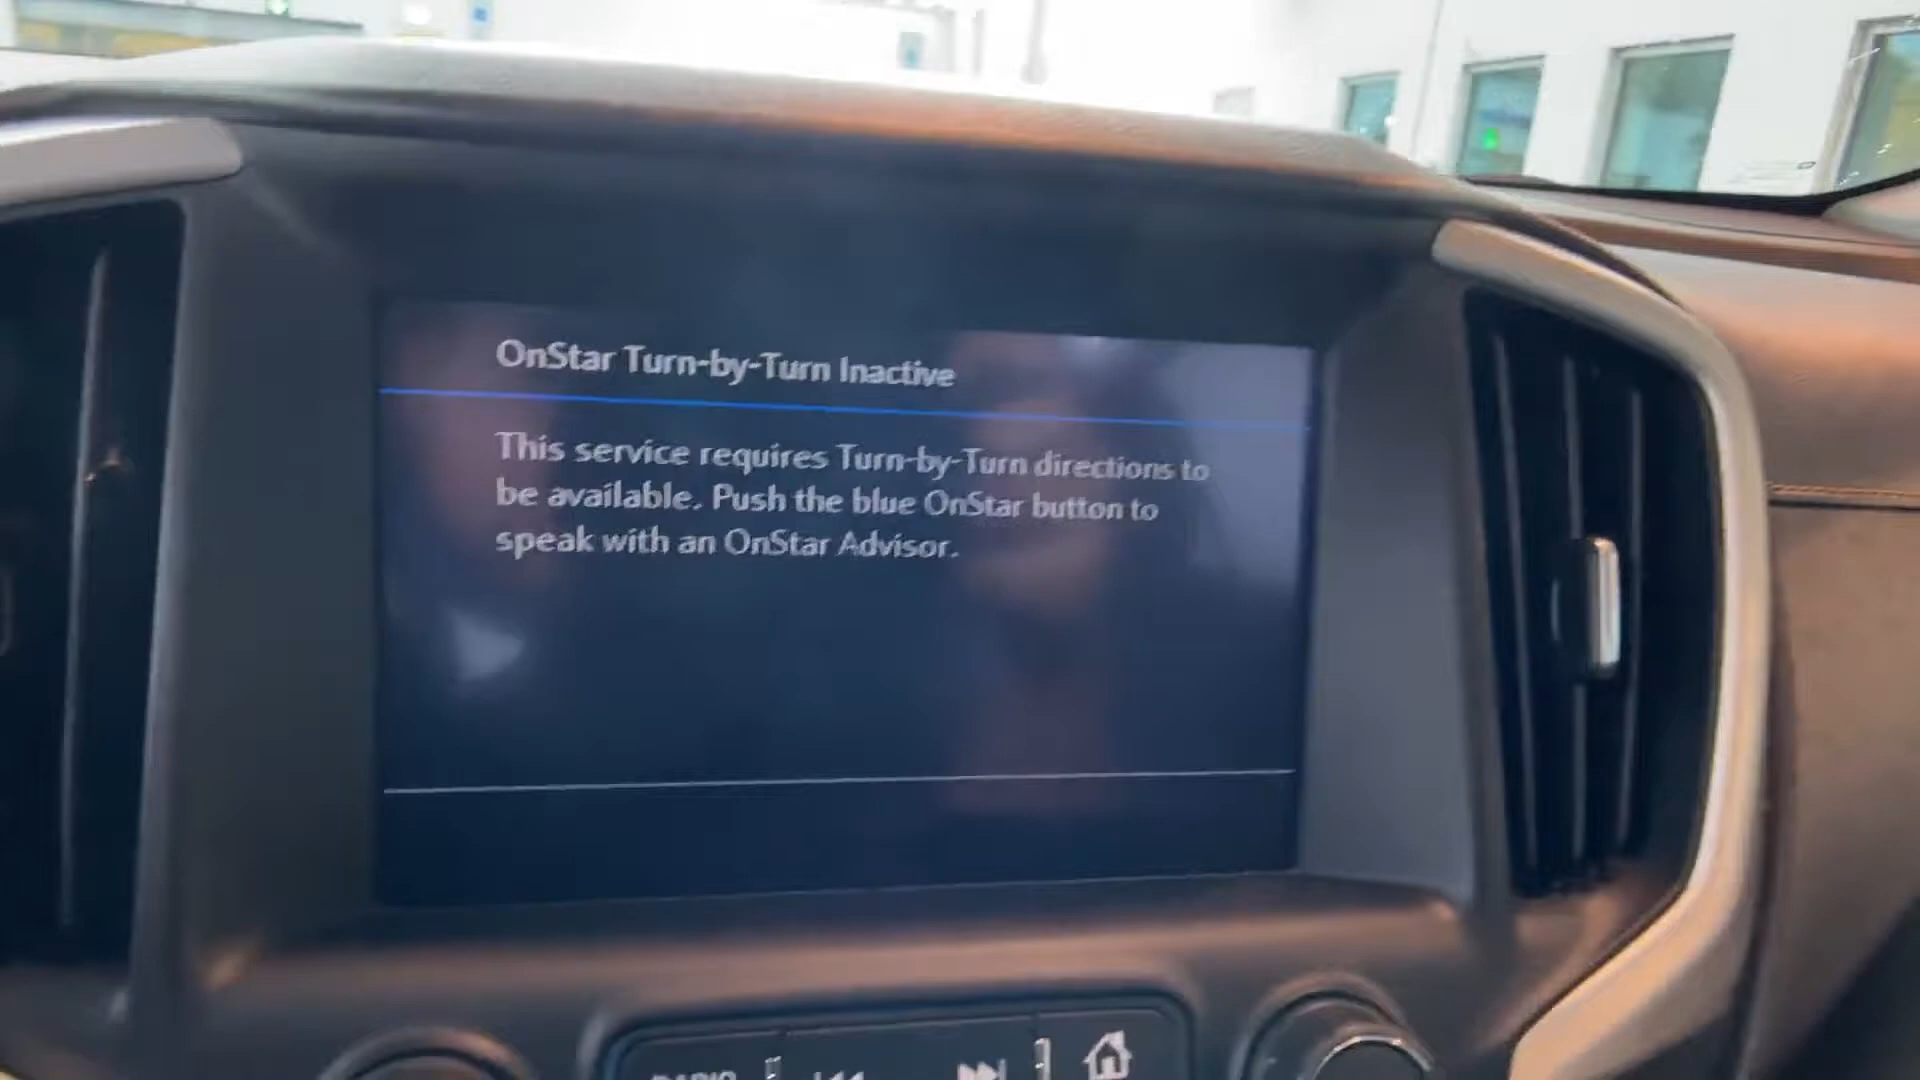 OnStar Turn-by-Turn Inactive
This service requires Turn-by-Turn directions to
be available. Push the blue OnStar button to
speak with an OnStar Advisor.
RADIO